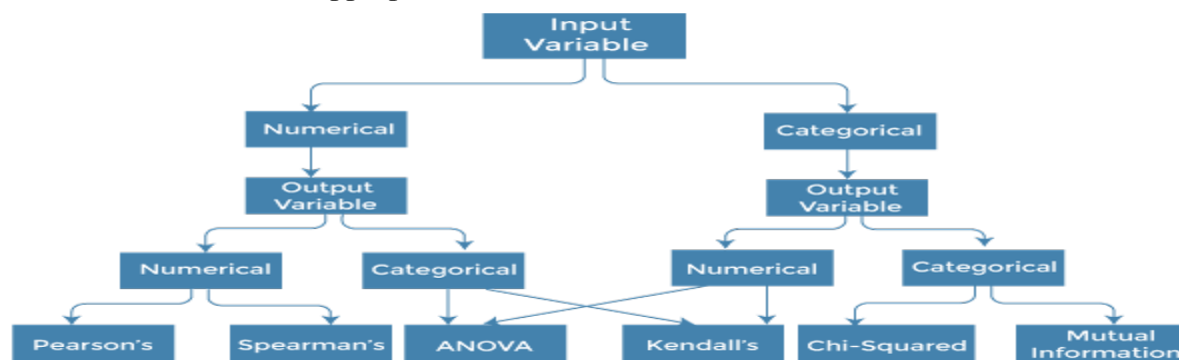 Input
Variable
Numerical
Categorical
Output
Variable
Output
Variable
Numerical
Categorical
Numerical
Categorical
Pearson's
Spearman's
ANOVA
Kendall's
Chi-Squared
Mutual
Information